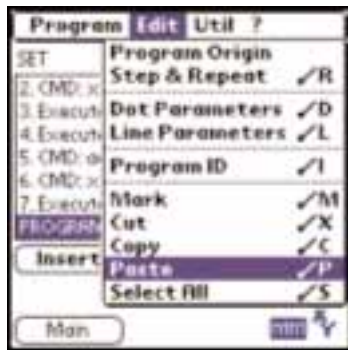 Program Edit Util ?
SET
Program Origin
Step & Repeat /R
2. CMD: x
3. Execut
Dot Parameters /D
4. Execut
Line Parameters /L
5. CMD:
Program ID /I
6. CMD: x
7. Execut
Mark /M
PROGRAM
Cut /X
Copy /C
Insert
Paste /P
Select All /S
Man
mm